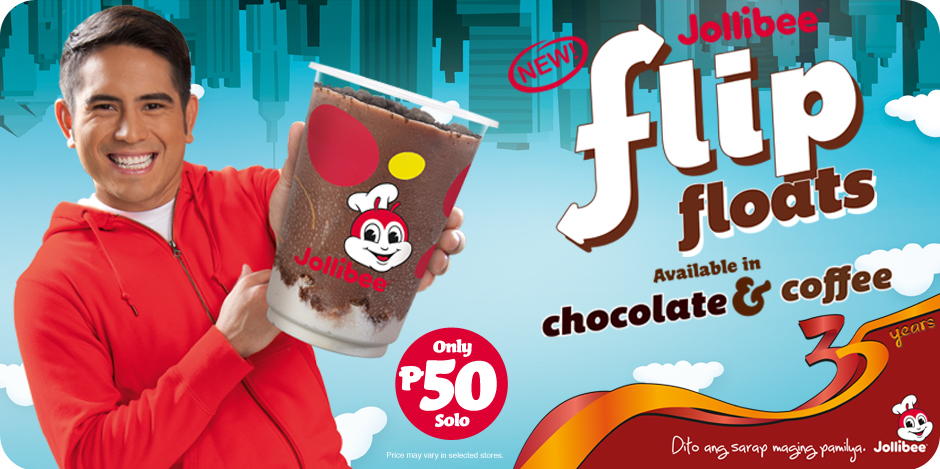 Jollibee
NEW!
flip
floats
Available in
chocolate & coffee
Jollibee
Only
₱50
Solo
Price may vary in selected stores.
35 years
Dito ang sarap maging pamilya.
Jollibee